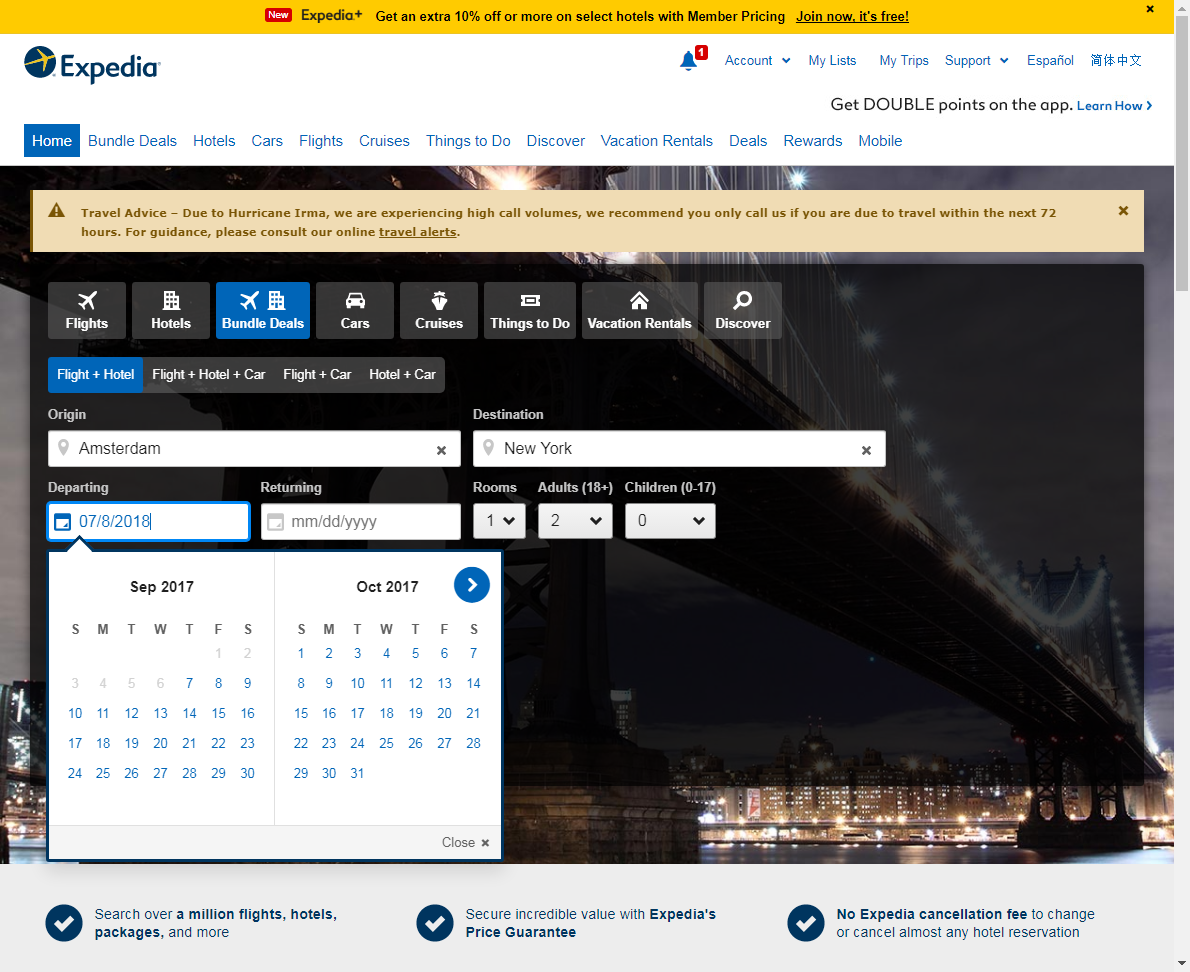 New Expedia+ Get an extra 10% off or more on select hotels with Member Pricing Join now, it's free!
Expedia
1
Account My Lists My Trips Support Español 简体中文
Get DOUBLE points on the app. Learn How
Home Bundle Deals Hotels Cars Flights Cruises Things to Do Discover Vacation Rentals Deals Rewards Mobile
Travel Advice – Due to Hurricane Irma, we are experiencing high call volumes, we recommend you only call us if you are due to travel within the next 72
hours. For guidance, please consult our online travel alerts.
Flights Hotels Bundle Deals Cars Cruises Things to Do Vacation Rentals Discover
Flight + Hotel Flight + Hotel + Car Flight + Car Hotel + Car
Origin Destination
Amsterdam New York
Departing Returning Rooms Adults (18+) Children (0-17)
07/8/2018 mm/dd/yyyy 1 2 0
Sep 2017 Oct 2017
S M T W T F S S M T W T F S
1 2 1 2 3 4 5 6 7
3 4 5 6 7 8 9 8 9 10 11 12 13 14
10 11 12 13 14 15 16 15 16 17 18 19 20 21
17 18 19 20 21 22 23 22 23 24 25 26 27 28
24 25 26 27 28 29 30 29 30 31
Close
Search over a million flights, hotels,
packages, and more
Secure incredible value with Expedia's
Price Guarantee
No Expedia cancellation fee to change
or cancel almost any hotel reservation